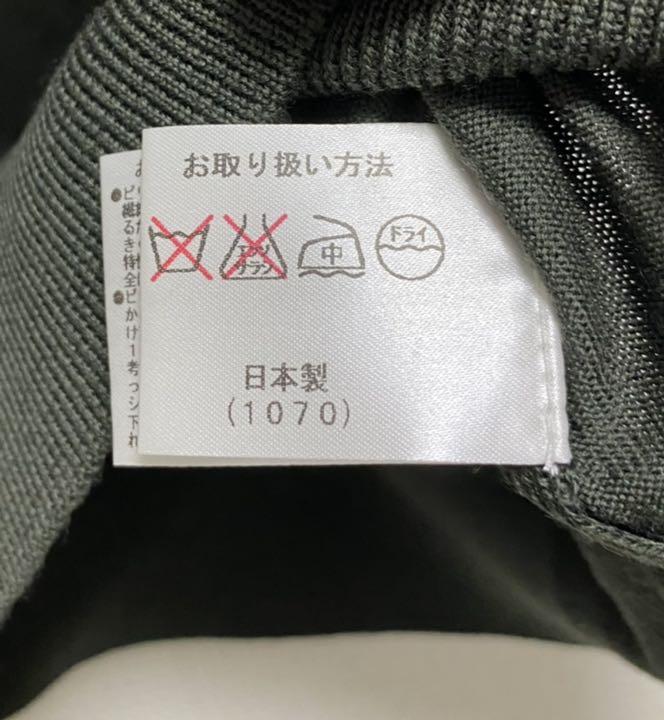 お取り扱い方法
エンソ
サラシ
中
ドライ
日本製
(1070)